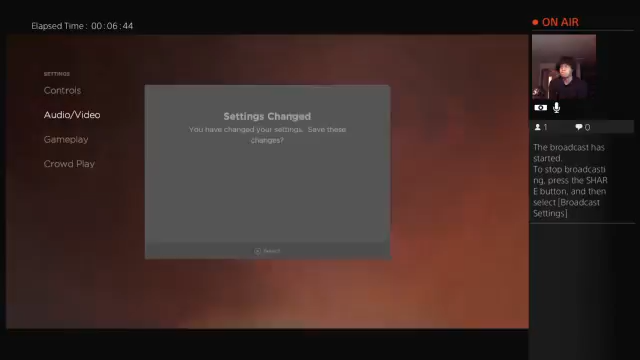 Elapsed Time : 00:06:44
ON AIR
SETTINGS
Controls
Audio/Video
Gameplay
Crowd Play
Settings Changed
You have changed your settings. Save these
changes?
1
0
The broadcast has
started.
To stop broadcasti
ng, press the SHAR
E button, and then
select [Broadcast
Settings]